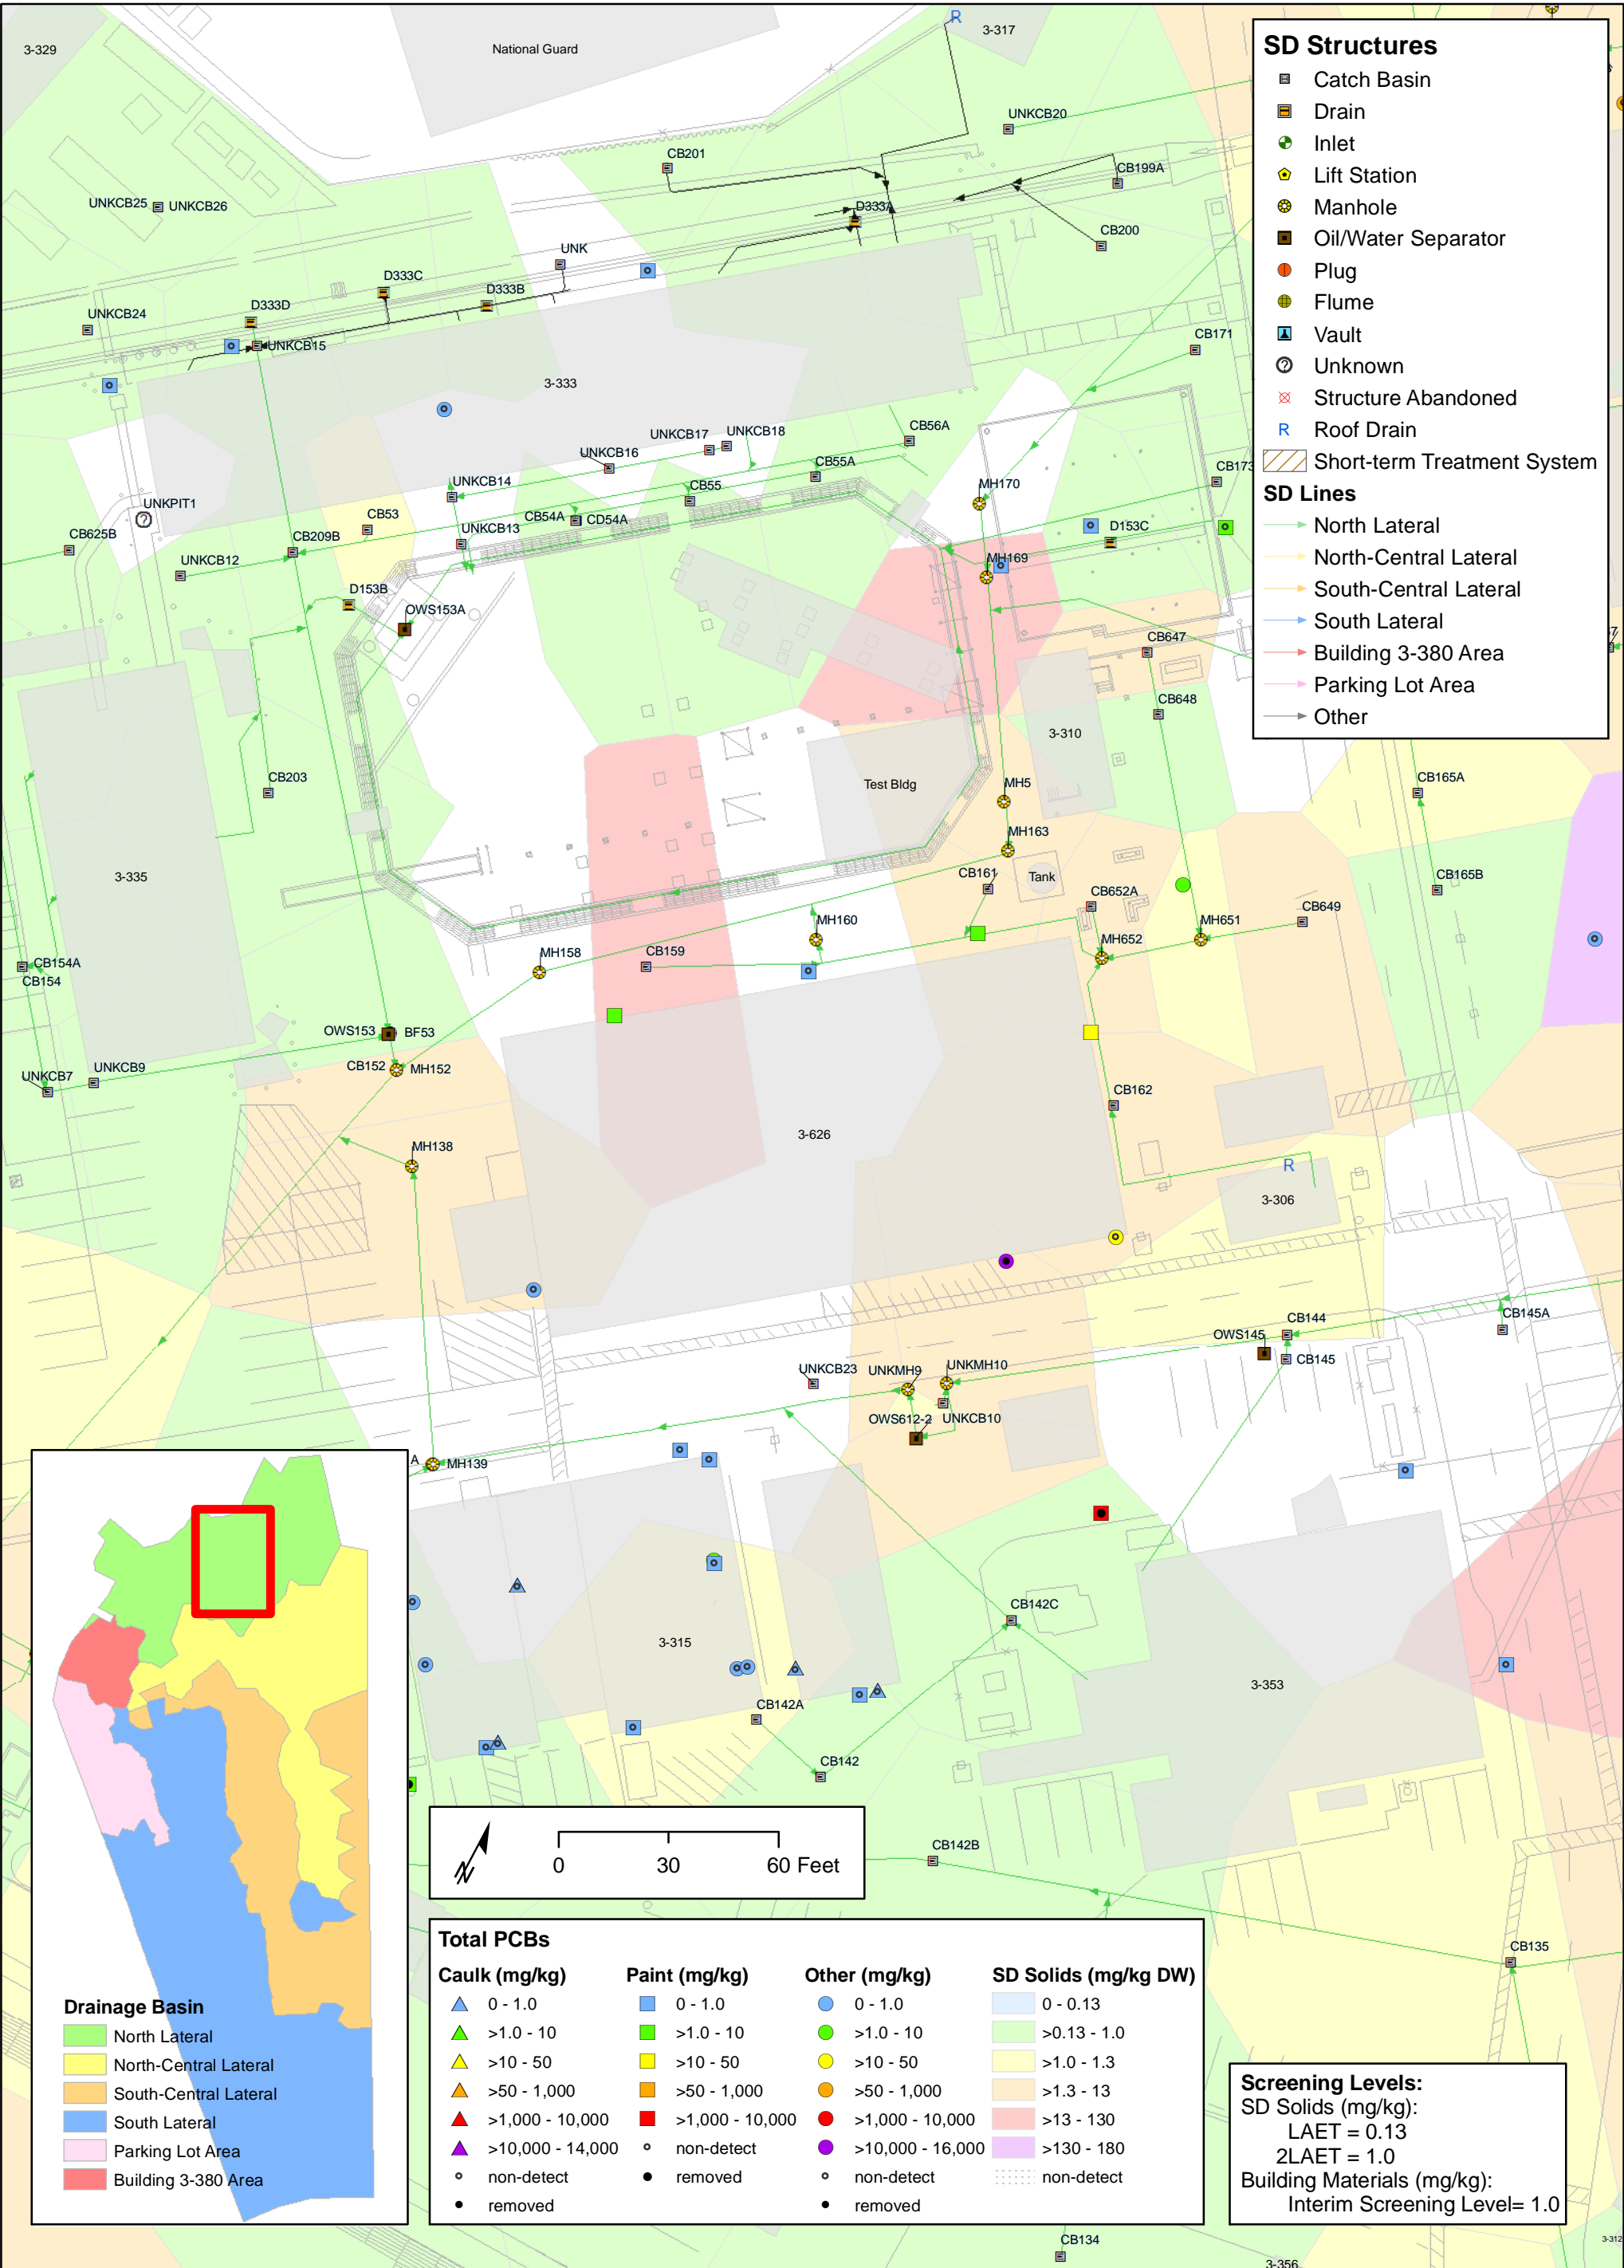 3-329
National Guard
R
3-317
UNKCB20
CB201
CB199A
UNKCB25
UNKCB26
D333A
CB200
UNK
D333C
D333B
D333D
UNKCB24
UNKCB15
CB171
3-333
UNKCB17
UNKCB18
CB56A
UNKCB16
CB55A
CB173
UNKCB14
MH170
CB55
UNKPIT1
CB53
CB54A
CD54A
UNKCB13
D153C
CB625B
CB209B
MH169
UNKCB12
D153B
OWS153A
CB647
CB648
3-310
CB203
Test Bldg
MH5
CB165A
MH163
3-335
CB161
Tank
CB165B
CB652A
CB649
MH160
MH651
MH652
CB159
MH158
CB154A
CB154
OWS153
BF53
CB152
MH152
UNKCB9
UNKCB7
CB162
3-626
MH138
R
3-306
CB145A
CB144
OWS145
CB145
UNKCB23
UNKMH9
UNKMH10
OWS612-2
UNKCB10
A
MH139
CB142C
3-315
3-353
CB142A
CB142
CB142B
CB135
CB134
3-356
3-312
SD Structures
Catch Basin
Drain
Inlet
Lift Station
Manhole
Oil/Water Separator
Plug
Flume
Vault
? Unknown
Structure Abandoned
R Roof Drain
Short-term Treatment System
SD Lines
North Lateral
North-Central Lateral
South-Central Lateral
South Lateral
Building 3-380 Area
Parking Lot Area
Other
Drainage Basin
North Lateral
North-Central Lateral
South-Central Lateral
South Lateral
Parking Lot Area
Building 3-380 Area
N
0 30 60 Feet
Total PCBs
Caulk (mg/kg) Paint (mg/kg) Other (mg/kg) SD Solids (mg/kg DW)
0 - 1.0 0 - 1.0 0 - 1.0 0 - 0.13
>1.0 - 10 >1.0 - 10 >1.0 - 10 >0.13 - 1.0
>10 - 50 >10 - 50 >10 - 50 >1.0 - 1.3
>50 - 1,000 >50 - 1,000 >50 - 1,000 >1.3 - 13
>1,000 - 10,000 >1,000 - 10,000 >1,000 - 10,000 >13 - 130
>10,000 - 14,000 non-detect >10,000 - 16,000 >130 - 180
non-detect removed non-detect non-detect
removed removed
Screening Levels:
SD Solids (mg/kg):
LAET = 0.13
2LAET = 1.0
Building Materials (mg/kg):
Interim Screening Level= 1.0